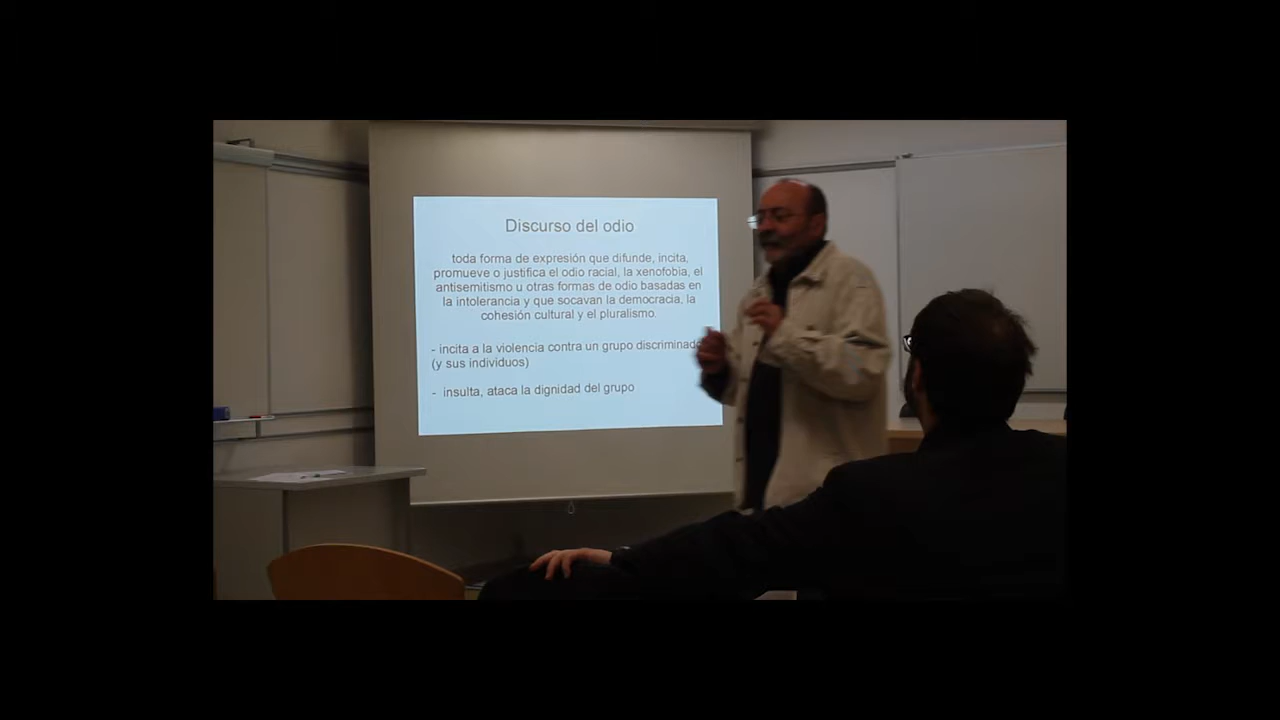 Discurso del odio
toda forma de expresión que difunde, incita,
promueve o justifica el odio racial, la xenofobia, el
antisemitismo u otras formas de odio basadas en
la intolerancia y que socavan la democracia, la
cohesión cultural y el pluralismo.
- incita a la violencia contra un grupo discriminado
(y sus individuos)
- insulta, ataca la dignidad del grupo